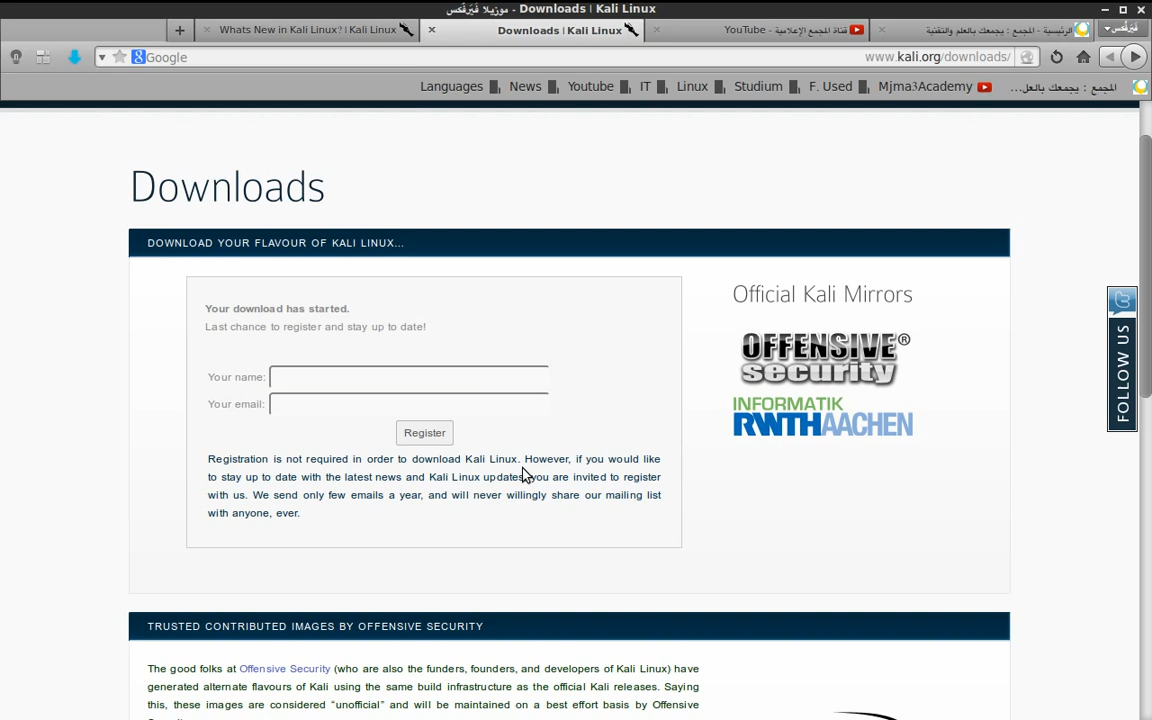 Downloads | Kali Linux - موزيلا فَيَرفُكس
Whats New in Kali Linux? | Kali Linux
Downloads | Kali Linux
قناة المجمع الإعلامية - YouTube
الرئيسية - المجمع : يجمعك بالعلم والتقنية
فَيَرفُكس
Google
www.kali.org/downloads/
Languages
News
Youtube
IT
Linux
Studium
F. Used
Mjma3Academy
المجمع : يجمعك بالعل...
Downloads
DOWNLOAD YOUR FLAVOUR OF KALI LINUX...
Your download has started.
Last chance to register and stay up to date!
Your name:
Your email:
Register
Registration is not required in order to download Kali Linux. However, if you would like
to stay up to date with the latest news and Kali Linux updates you are invited to register
with us. We send only few emails a year, and will never willingly share our mailing list
with anyone, ever.
Official Kali Mirrors
OFFENSIVE®
security
INFORMATIK
RWTHAACHEN
FOLLOW US
TRUSTED CONTRIBUTED IMAGES BY OFFENSIVE SECURITY
The good folks at Offensive Security (who are also the funders, founders, and developers of Kali Linux) have
generated alternate flavours of Kali using the same build infrastructure as the official Kali releases. Saying
this, these images are considered “unofficial” and will be maintained on a best effort basis by Offensive